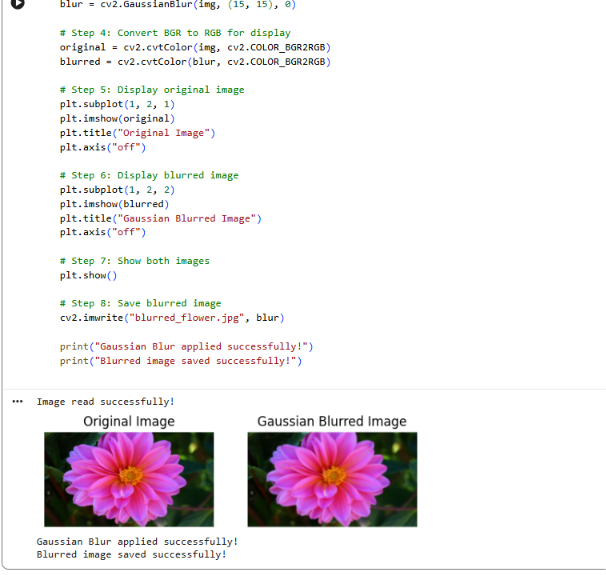 blur = cv2.GaussianBlur(img, (15, 15), 0)
# Step 4: Convert BGR to RGB for display
original = cv2.cvtColor(img, cv2.COLOR_BGR2RGB)
blurred = cv2.cvtColor(blur, cv2.COLOR_BGR2RGB)
# Step 5: Display original image
plt.subplot(1, 2, 1)
plt.imshow(original)
plt.title("Original Image")
plt.axis("off")
# Step 6: Display blurred image
plt.subplot(1, 2, 2)
plt.imshow(blurred)
plt.title("Gaussian Blurred Image")
plt.axis("off")
# Step 7: Show both images
plt.show()
# Step 8: Save blurred image
cv2.imwrite("blurred_flower.jpg", blur)
print("Gaussian Blur applied successfully!")
print("Blurred image saved successfully!")
Image read successfully!
Original Image Gaussian Blurred Image
Gaussian Blur applied successfully!
Blurred image saved successfully!